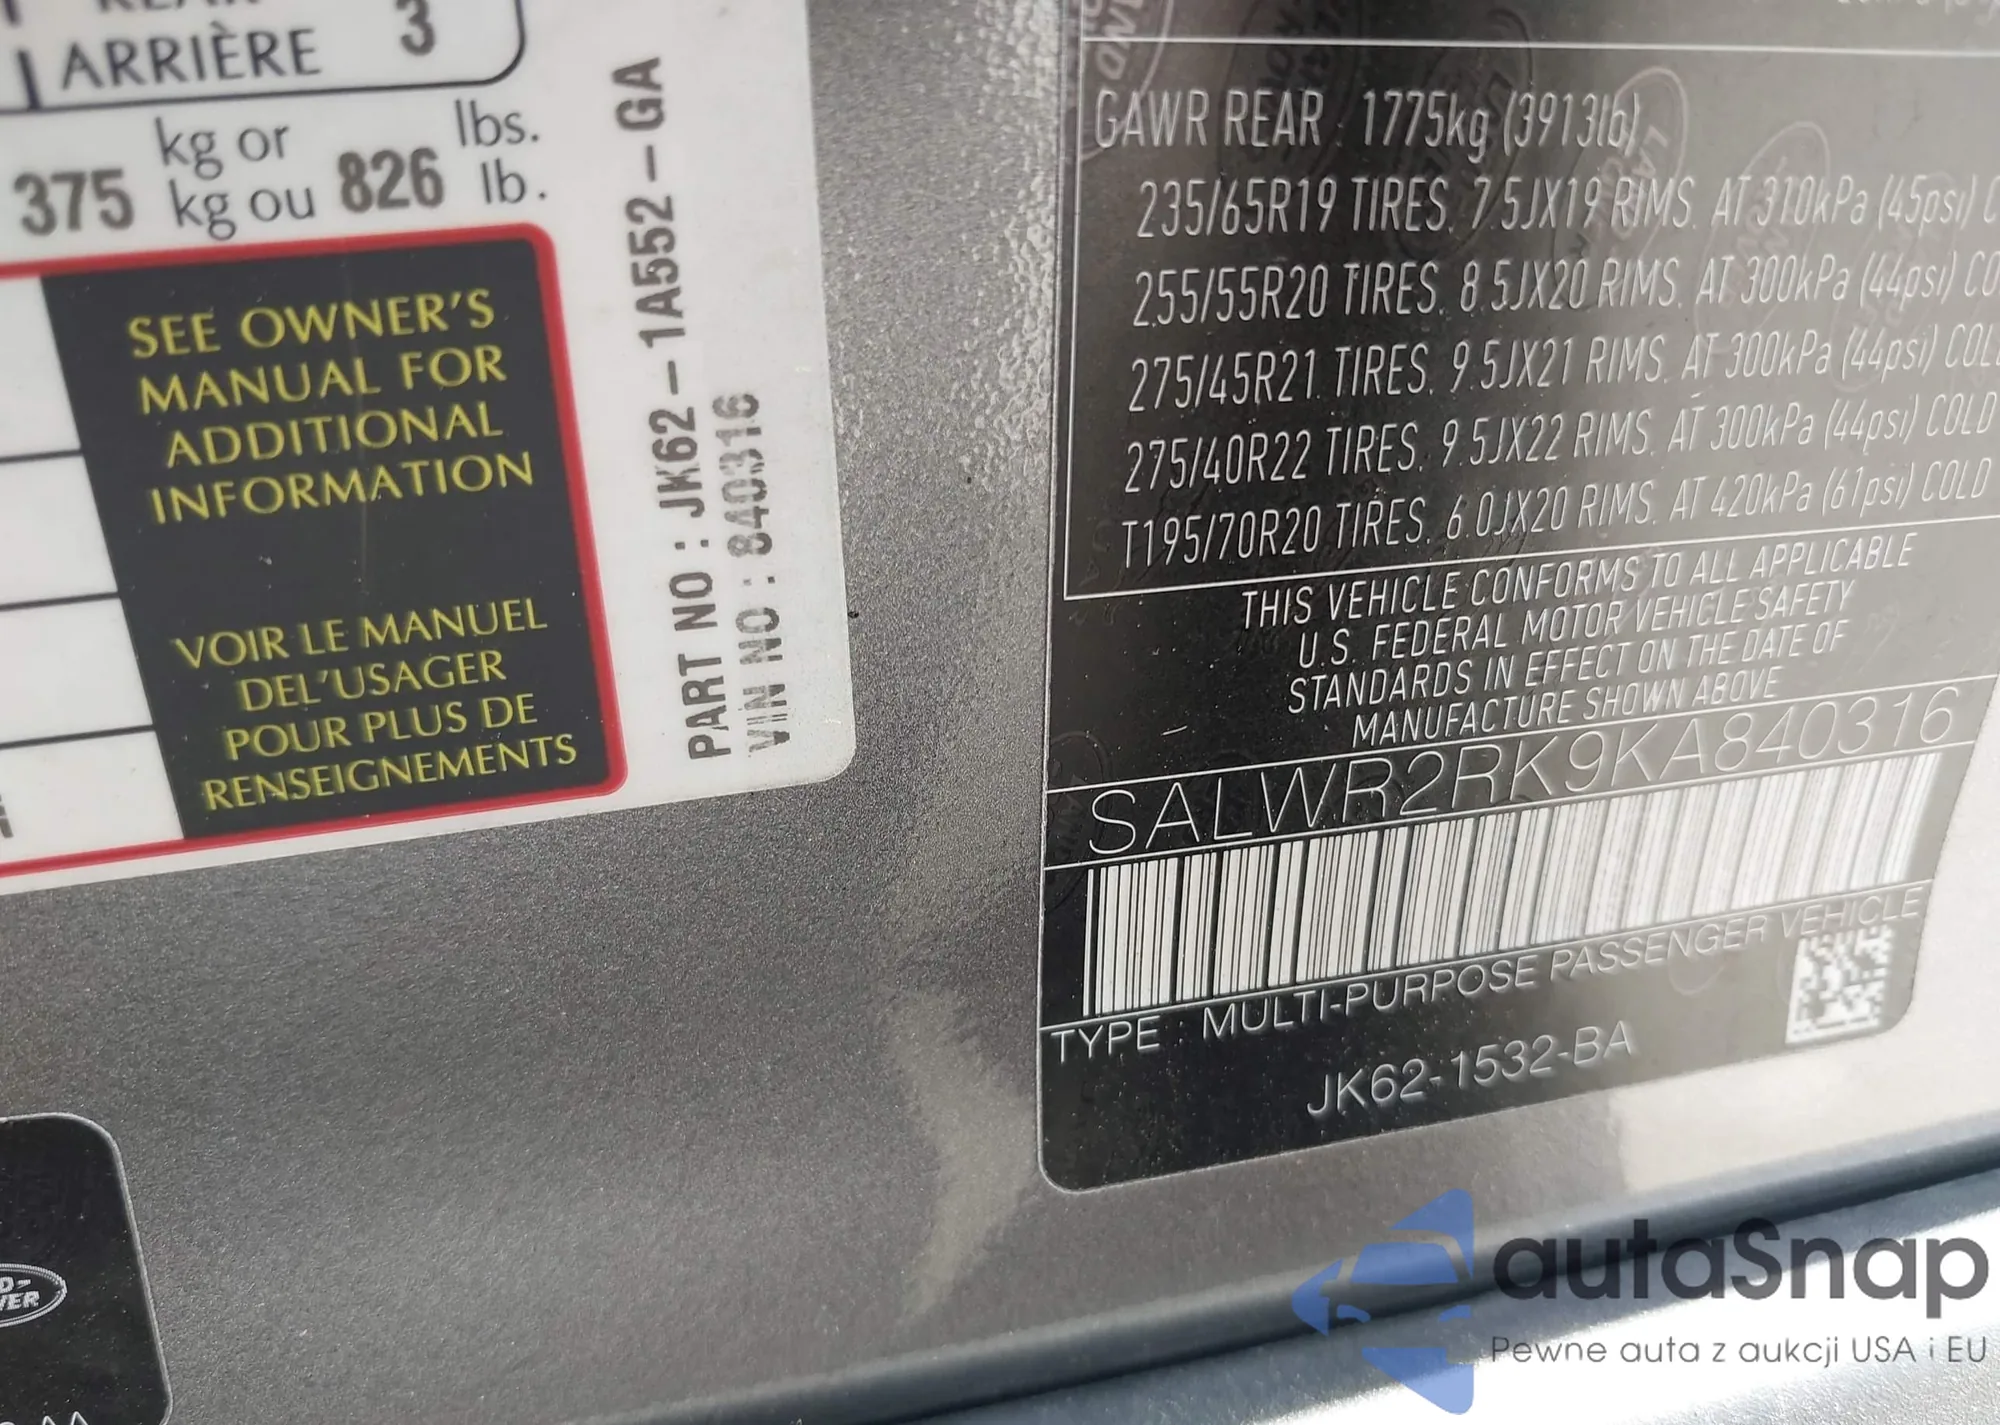 ARRIÈRE 3
375 kg or kg ou 826 lbs. lb.
SEE OWNER'S
MANUAL FOR
ADDITIONAL
INFORMATION
VOIR LE MANUEL
DEL'USAGER
POUR PLUS DE
RENSEIGNEMENTS
PART NO : JK62-1A552-GA
VIN NO : 840316
GAWR REAR : 1775kg (3913lb)
235/65R19 TIRES. 7.5JX19 RIMS. AT 310kPa (45psi) C
255/55R20 TIRES. 8.5JX20 RIMS. AT 300kPa (44psi) CO
275/45R21 TIRES. 9.5JX21 RIMS. AT 300kPa (44psi) COL
275/40R22 TIRES. 9.5JX22 RIMS. AT 300kPa (44psi) COLD
T195/70R20 TIRES. 6.0JX20 RIMS. AT 420kPa (61psi) COLD
THIS VEHICLE CONFORMS TO ALL APPLICABLE
U.S. FEDERAL MOTOR VEHICLE SAFETY
STANDARDS IN EFFECT ON THE DATE OF
MANUFACTURE SHOWN ABOVE
SALWR2RK9KA840316
TYPE : MULTI-PURPOSE PASSENGER VEHICLE
JK62-1532-BA
autaSnap
Pewne auta z aukcji USA i EU